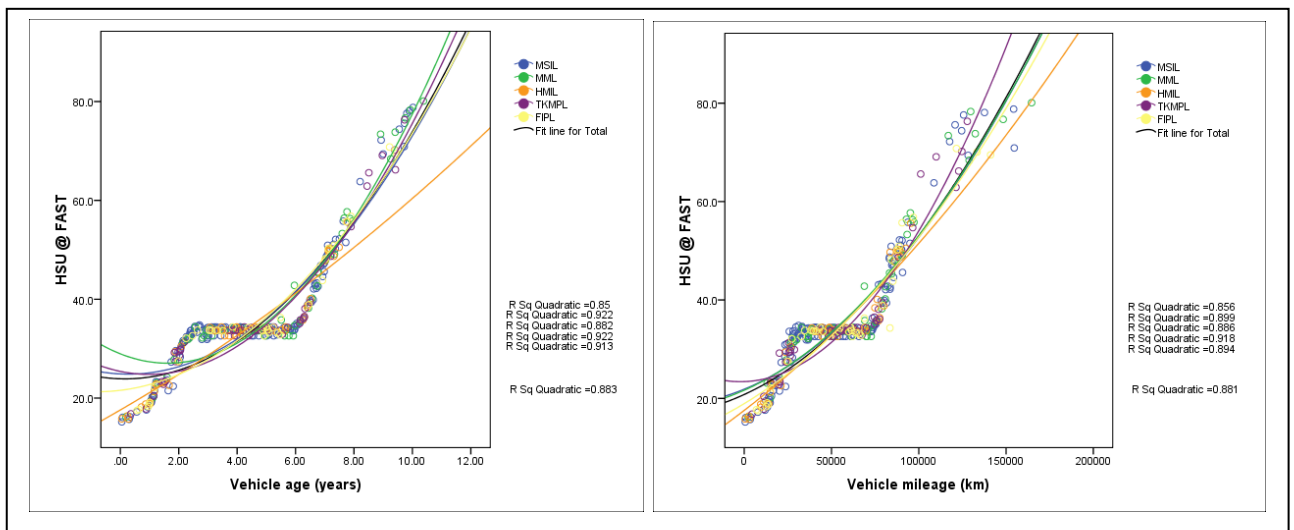 HSU @ FAST
80.0
60.0
40.0
20.0
.00 2.00 4.00 6.00 8.00 10.00 12.00
Vehicle age (years)
MSIL
MML
HMIL
TKMPL
FIPL
Fit line for Total
R Sq Quadratic =0.85
R Sq Quadratic =0.922
R Sq Quadratic =0.882
R Sq Quadratic =0.922
R Sq Quadratic =0.913
R Sq Quadratic =0.883
HSU @ FAST
80.0
60.0
40.0
20.0
0 50000 100000 150000 200000
Vehicle mileage (km)
MSIL
MML
HMIL
TKMPL
FIPL
Fit line for Total
R Sq Quadratic =0.856
R Sq Quadratic =0.899
R Sq Quadratic =0.886
R Sq Quadratic =0.918
R Sq Quadratic =0.894
R Sq Quadratic =0.881